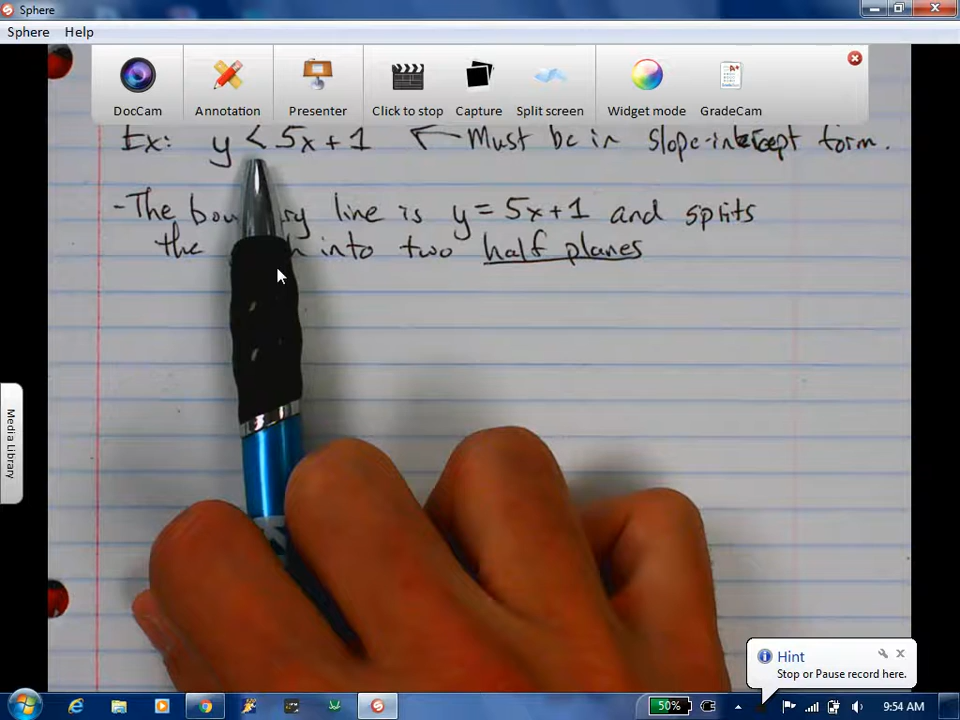 Sphere
Sphere Help
DocCam Annotation Presenter Click to stop Capture Split screen Widget mode GradeCam
Ex: y < 5x + 1 ← Must be in slope-intercept form.
-The line is y = 5x+1 and splits
the into two half planes
Media Library
Hint
Stop or Pause record here.
50% 9:54 AM